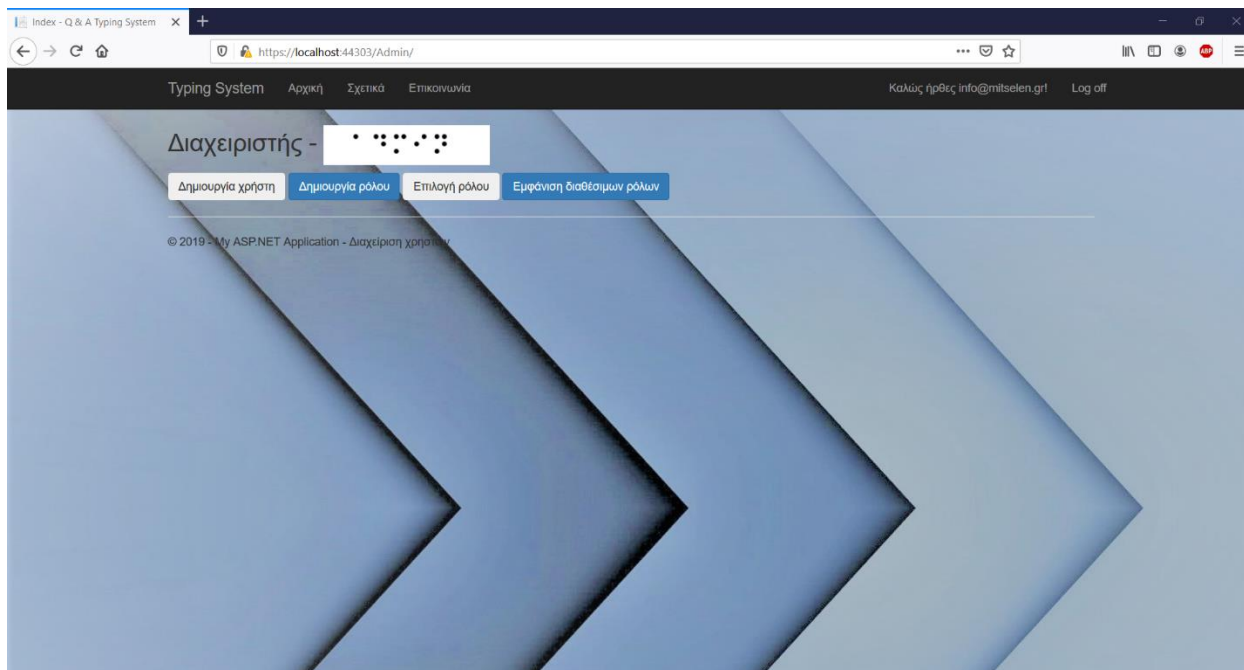 Index - Q & A Typing System
https://localhost:44303/Admin/
ABP
Typing System Αρχική Σχετικά Επικοινωνία Καλώς ήρθες info@mitselen.gr! Log off
Διαχειριστής - ⠁⠙⠍⠊⠝
Δημιουργία χρήστη Δημιουργία ρόλου Επιλογή ρόλου Εμφάνιση διαθέσιμων ρόλων
© 2019 - My ASP.NET Application - Διαχείριση χρηστών